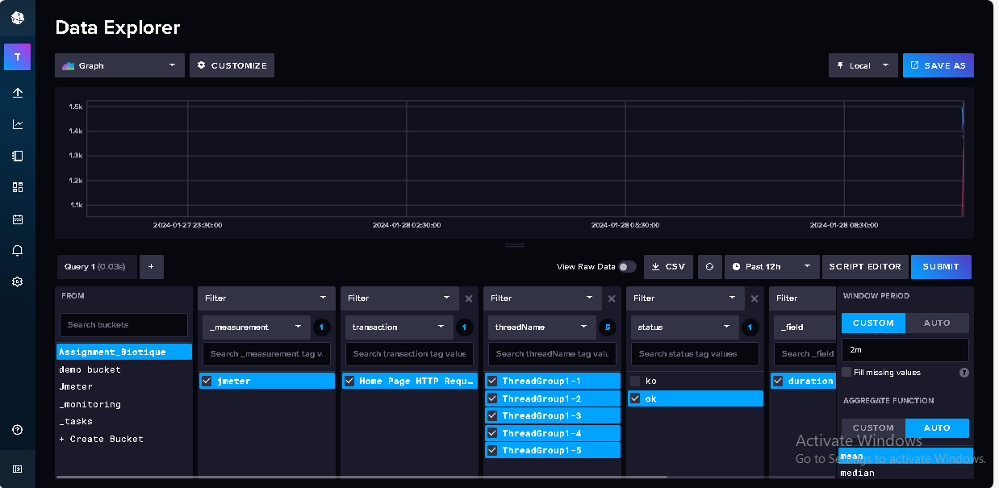 Data Explorer
T
Graph
CUSTOMIZE
Local
SAVE AS
1.5k
1.4k
1.3k
1.2k
1.1k
2024-01-27 23:30:00
2024-01-28 02:30:00
2024-01-28 05:30:00
2024-01-28 08:30:00
Query 1 (0.03s)
+
View Raw Data
CSV
Past 12h
SCRIPT EDITOR
SUBMIT
FROM
Search buckets
Assignment_Biotique
demo bucket
Jmeter
_monitoring
_tasks
+ Create Bucket
Filter
_measurement
1
Search _measurement tag va
jmeter
Filter
transaction
1
Search transaction tag value
Home Page HTTP Requ...
Filter
threadName
5
Search threadName tag valu
ThreadGroup1-1
ThreadGroup1-2
ThreadGroup1-3
ThreadGroup1-4
ThreadGroup1-5
Filter
status
1
Search status tag values
ko
ok
Filter
_field
Search _field
duration
WINDOW PERIOD
CUSTOM
AUTO
2m
Fill missing values
?
AGGREGATE FUNCTION
CUSTOM
AUTO
mean
median
Activate Windows
Go to Settings to activate Windows.